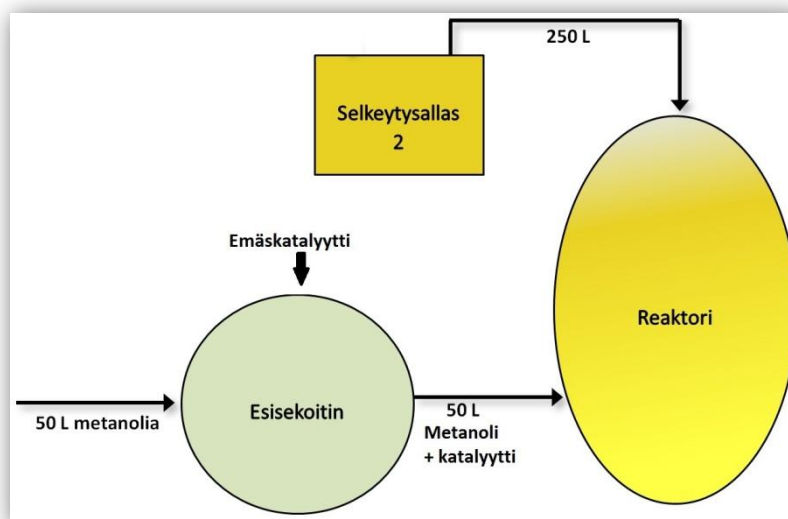 250 L
Selkeytysallas
2
Emäskatalyytti
Reaktori
50 L metanolia
Esisekoitin
50 L
Metanoli
+ katalyytti